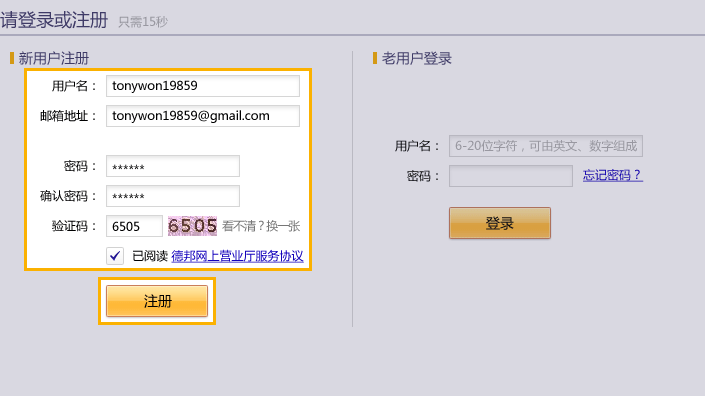 请登录或注册 只需15秒
新用户注册
用户名： tonywon19859
邮箱地址： tonywon19859@gmail.com
密码： ******
确认密码： ******
验证码： 6505 6505 看不清？换一张
已阅读 德邦网上营业厅服务协议
注册
老用户登录
用户名： 6-20位字符，可由英文、数字组成
密码： 忘记密码？
登录